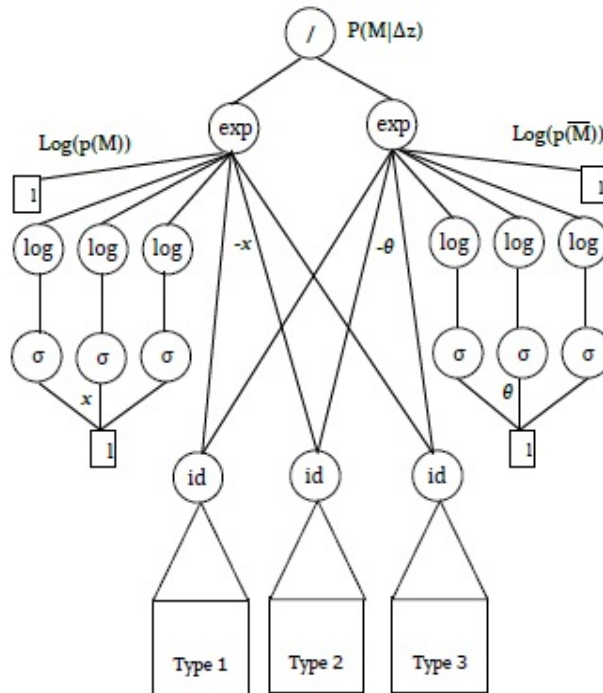 / P(M|Δz)
exp exp
Log(p(M)) Log(p(M̅))
1 1
log log log -x -θ log log log
σ σ σ σ σ σ
x θ
1 1
id id id
Type 1 Type 2 Type 3